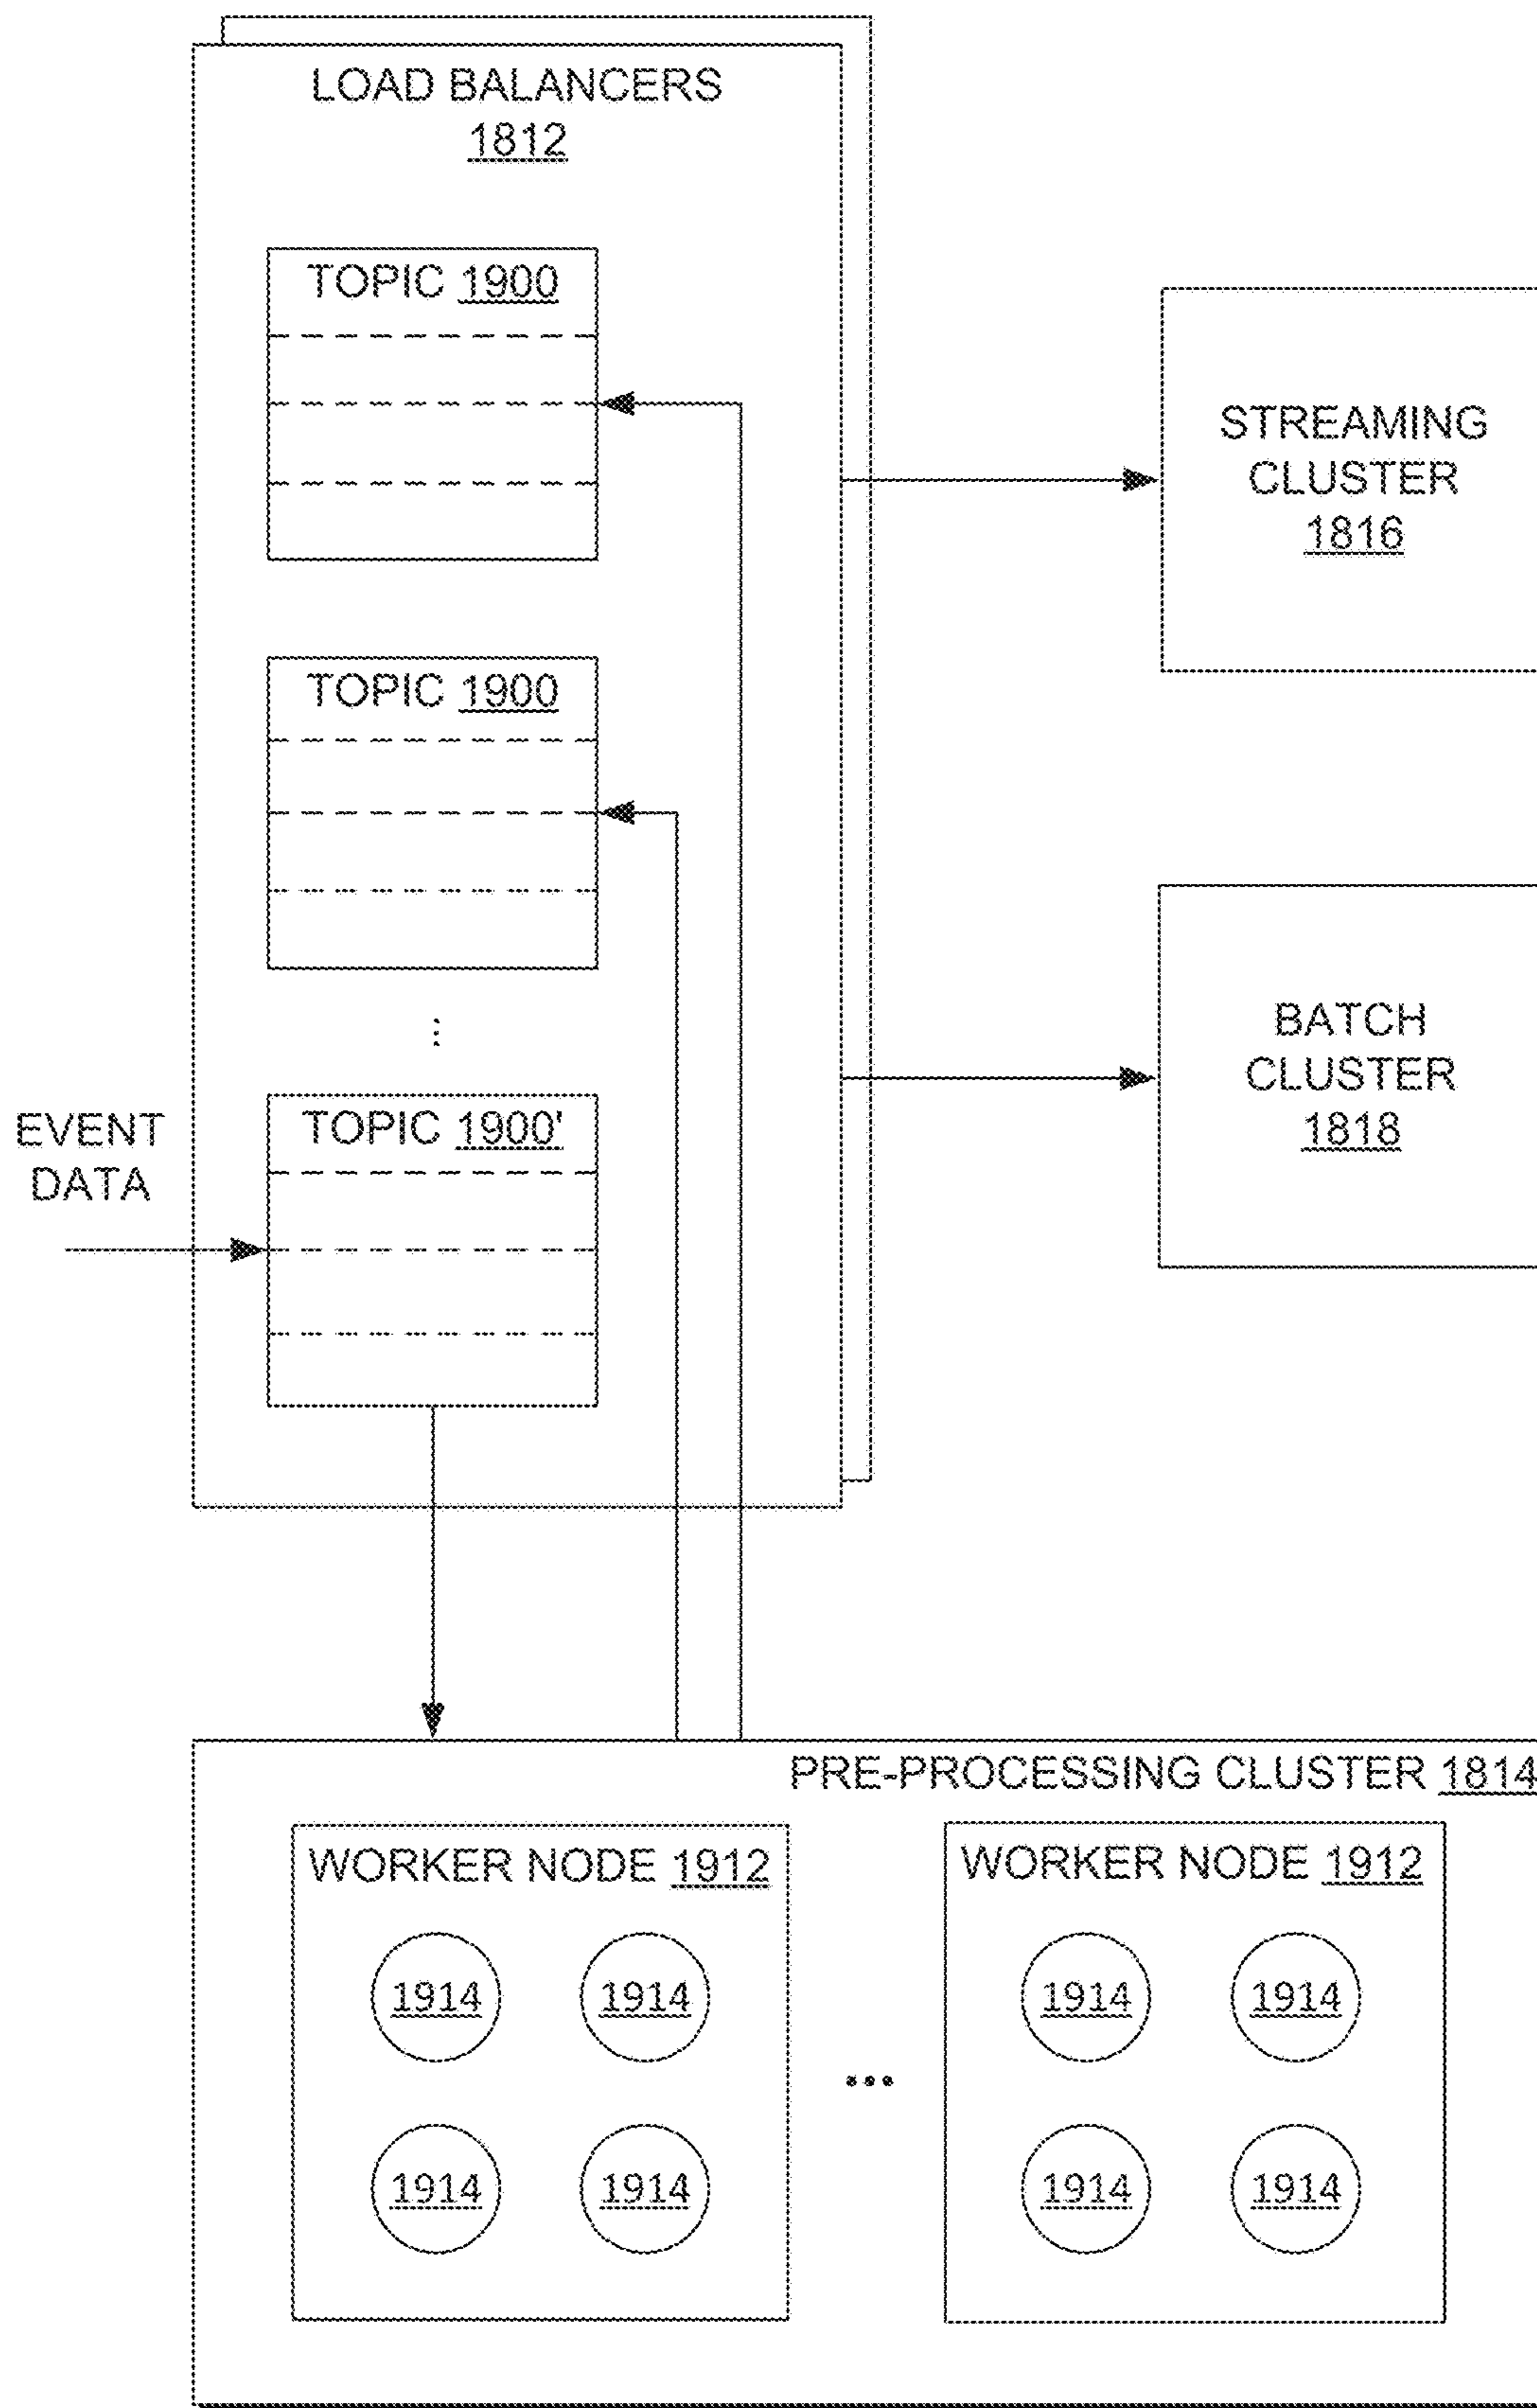 LOAD BALANCERS
1812
TOPIC 1900
STREAMING
CLUSTER
1816
TOPIC 1900
BATCH
CLUSTER
1818
TOPIC 1900'
EVENT
DATA
PRE-PROCESSING CLUSTER 1814
WORKER NODE 1912
1914 1914
1914 1914
...
WORKER NODE 1912
1914 1914
1914 1914